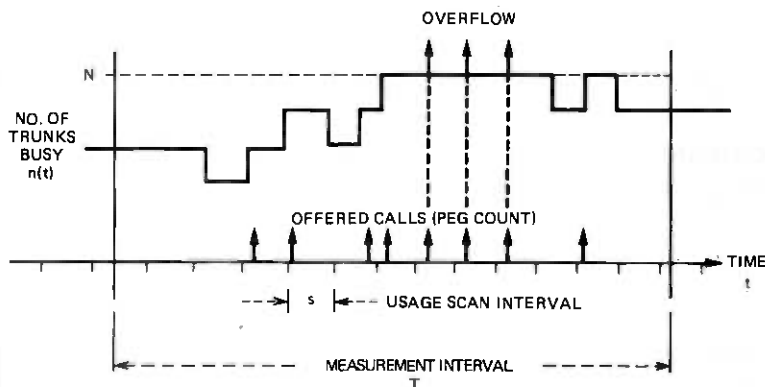 OVERFLOW
N
NO. OF
TRUNKS
BUSY
n(t)
OFFERED CALLS (PEG COUNT)
TIME
t
s
USAGE SCAN INTERVAL
MEASUREMENT INTERVAL
T